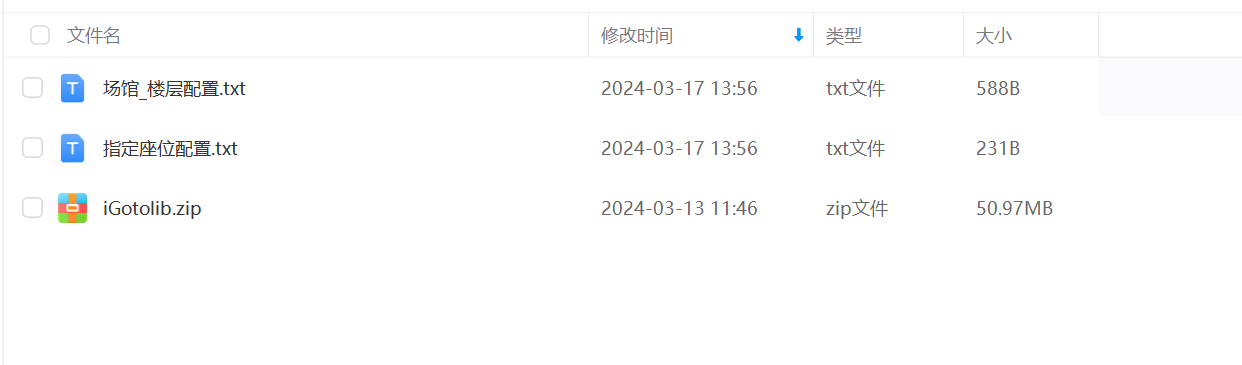 文件名 修改时间 类型 大小
场馆_楼层配置.txt 2024-03-17 13:56 txt文件 588B
指定座位配置.txt 2024-03-17 13:56 txt文件 231B
iGotolib.zip 2024-03-13 11:46 zip文件 50.97MB